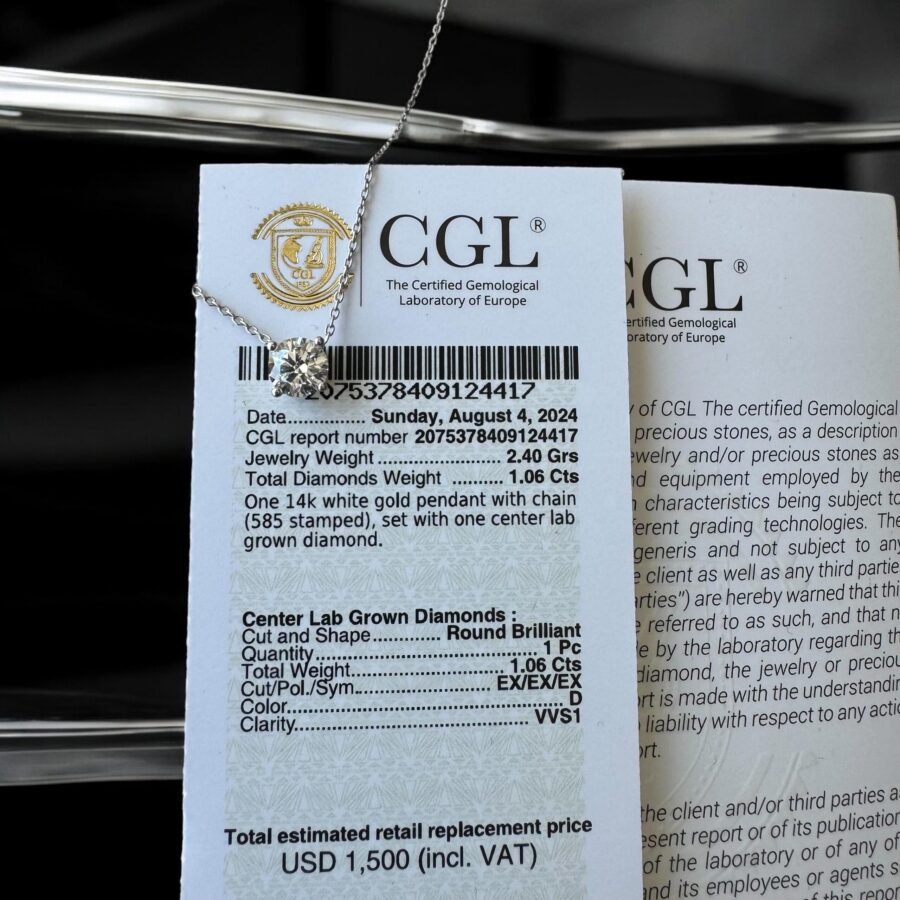 CGL®
The Certified Gemological
Laboratory of Europe
CGL
2075378409124417
Date.............. Sunday, August 4, 2024
CGL report number 2075378409124417
Jewelry Weight ....................... 2.40 Grs
Total Diamonds Weight .......... 1.06 Cts
One 14k white gold pendant with chain
(585 stamped), set with one center lab
grown diamond.
Center Lab Grown Diamonds :
Cut and Shape............ Round Brilliant
Quantity....................................... 1 Pc
Total Weight............................ 1.06 Cts
Cut/Pol./Sym........................ EX/EX/EX
Color................................................. D
Clarity......................................... VVS1
Total estimated retail replacement price
USD 1,500 (incl. VAT)
GL®
ertified Gemological
oratory of Europe
y of CGL The certified Gemological
precious stones, as a description
ewelry and/or precious stones as
d equipment employed by the
characteristics being subject to
ferent grading technologies. The
generis and not subject to any
e client as well as any third partie
arties") are hereby warned that thi
e referred to as such, and that n
le by the laboratory regarding th
diamond, the jewelry or preciou
ort is made with the understandin
liability with respect to any actio
ort.
the client and/or third parties a
esent report or of its publication
of the laboratory or of any of
and its employees or agents s
of this repor